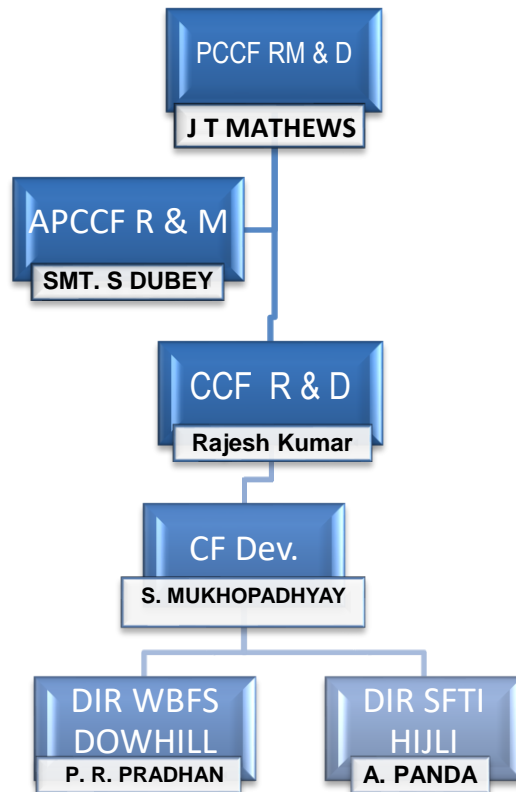 PCCF RM & D
J T MATHEWS
APCCF R & M
SMT. S DUBEY
CCF R & D
Rajesh Kumar
CF Dev.
S. MUKHOPADHYAY
DIR WBFS
DOWHILL
P. R. PRADHAN
DIR SFTI
HIJLI
A. PANDA